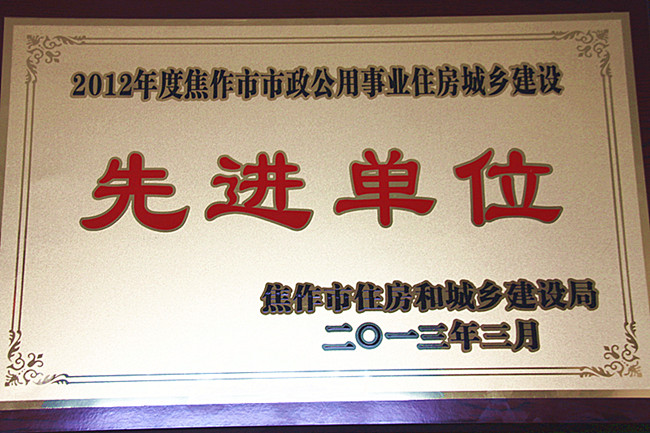 2012年度焦作市市政公用事业住房城乡建设
先进单位
焦作市住房和城乡建设局
二〇一三年三月